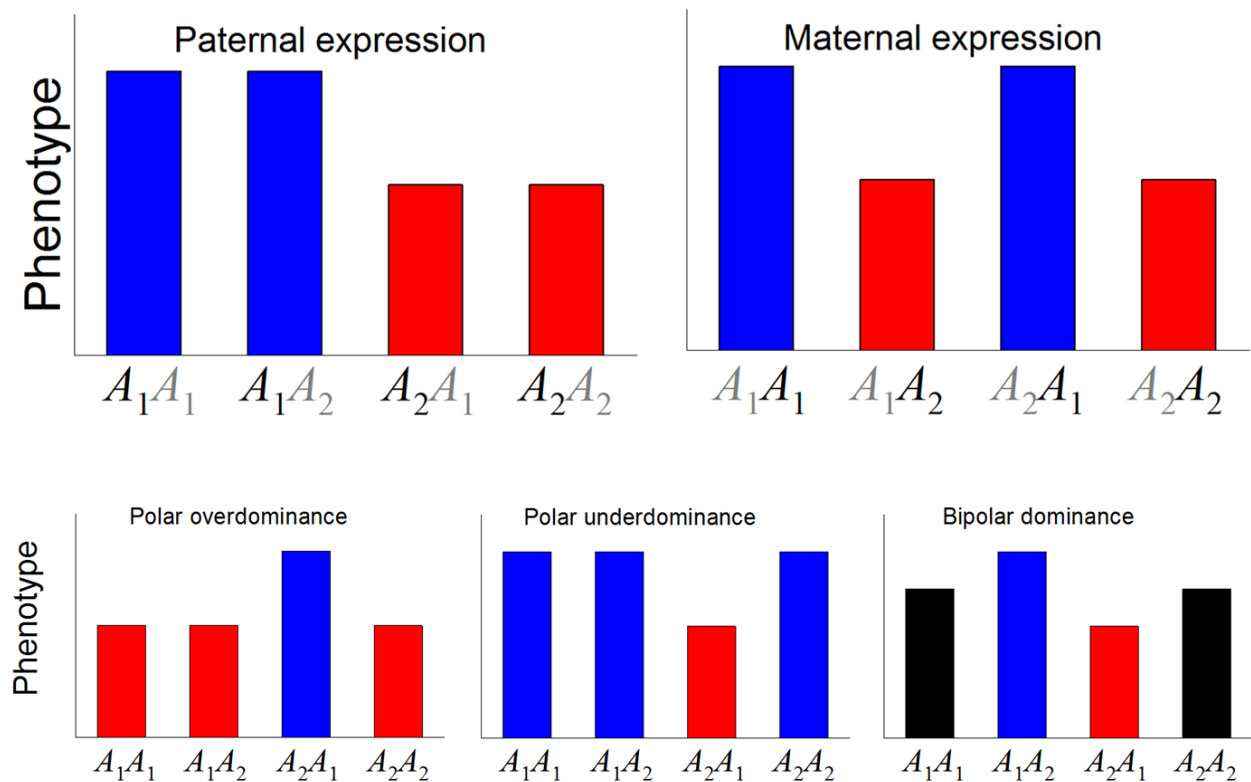 Paternal expression
Maternal expression
Phenotype
A₁A₁ A₁A₂ A₂A₁ A₂A₂
A₁A₁ A₁A₂ A₂A₁ A₂A₂
Polar overdominance
Polar underdominance
Bipolar dominance
Phenotype
A₁A₁ A₁A₂ A₂A₁ A₂A₂
A₁A₁ A₁A₂ A₂A₁ A₂A₂
A₁A₁ A₁A₂ A₂A₁ A₂A₂